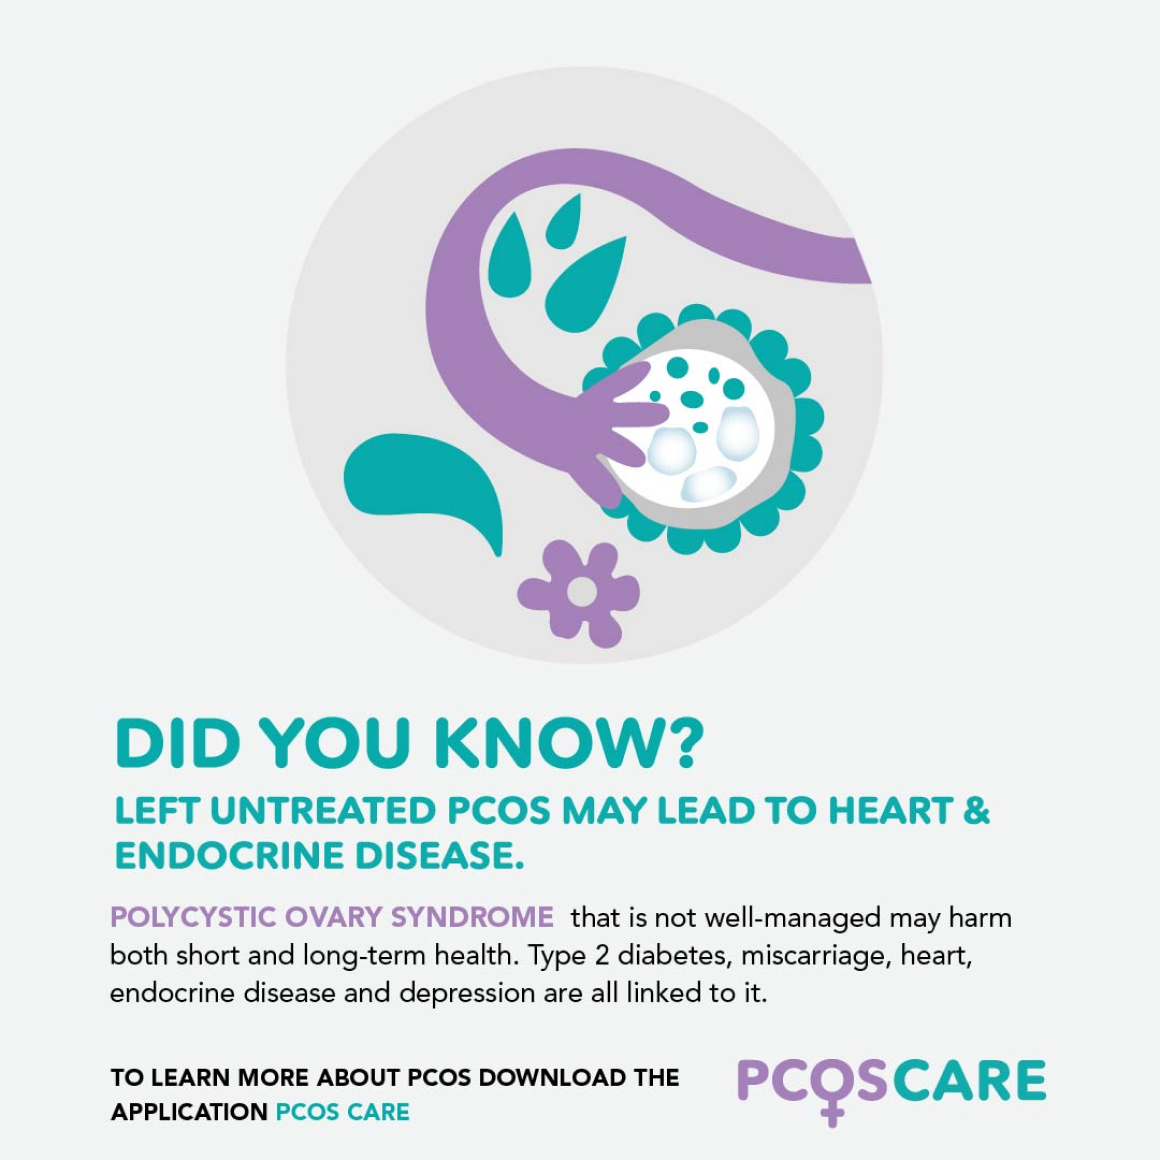 DID YOU KNOW?
LEFT UNTREATED PCOS MAY LEAD TO HEART &
ENDOCRINE DISEASE.
POLYCYSTIC OVARY SYNDROME that is not well-managed may harm
both short and long-term health. Type 2 diabetes, miscarriage, heart,
endocrine disease and depression are all linked to it.
TO LEARN MORE ABOUT PCOS DOWNLOAD THE
APPLICATION PCOS CARE
PCOSCARE